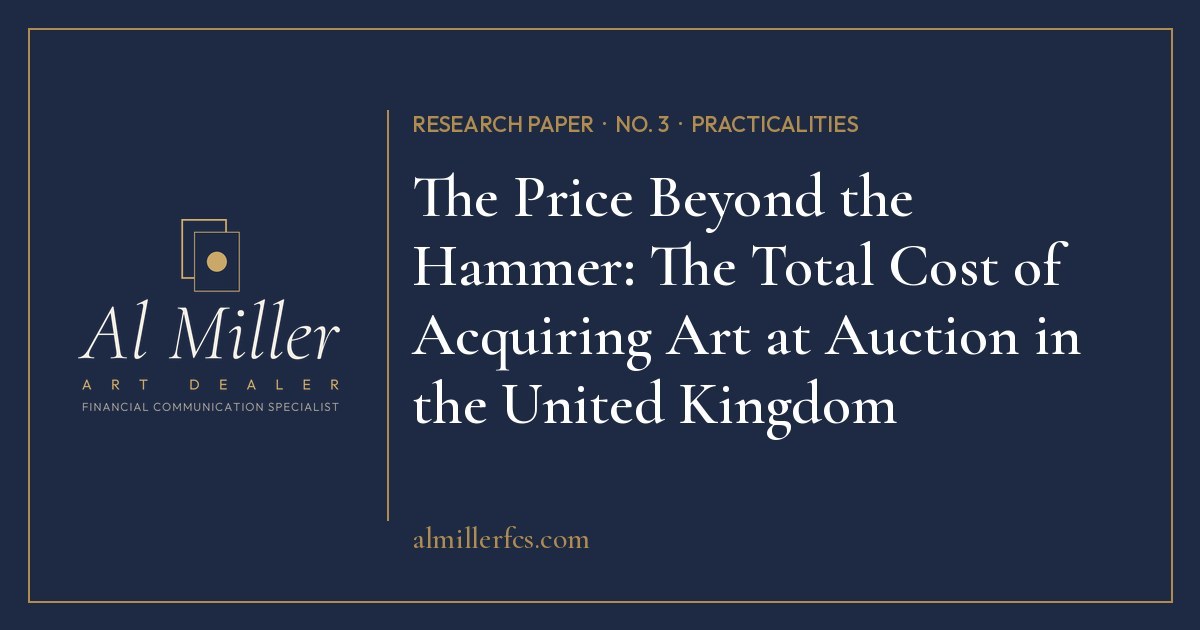 Al Miller
ART DEALER
FINANCIAL COMMUNICATION SPECIALIST
RESEARCH PAPER · NO. 3 · PRACTICALITIES
The Price Beyond the
Hammer: The Total Cost of
Acquiring Art at Auction in
the United Kingdom
almillerfcs.com